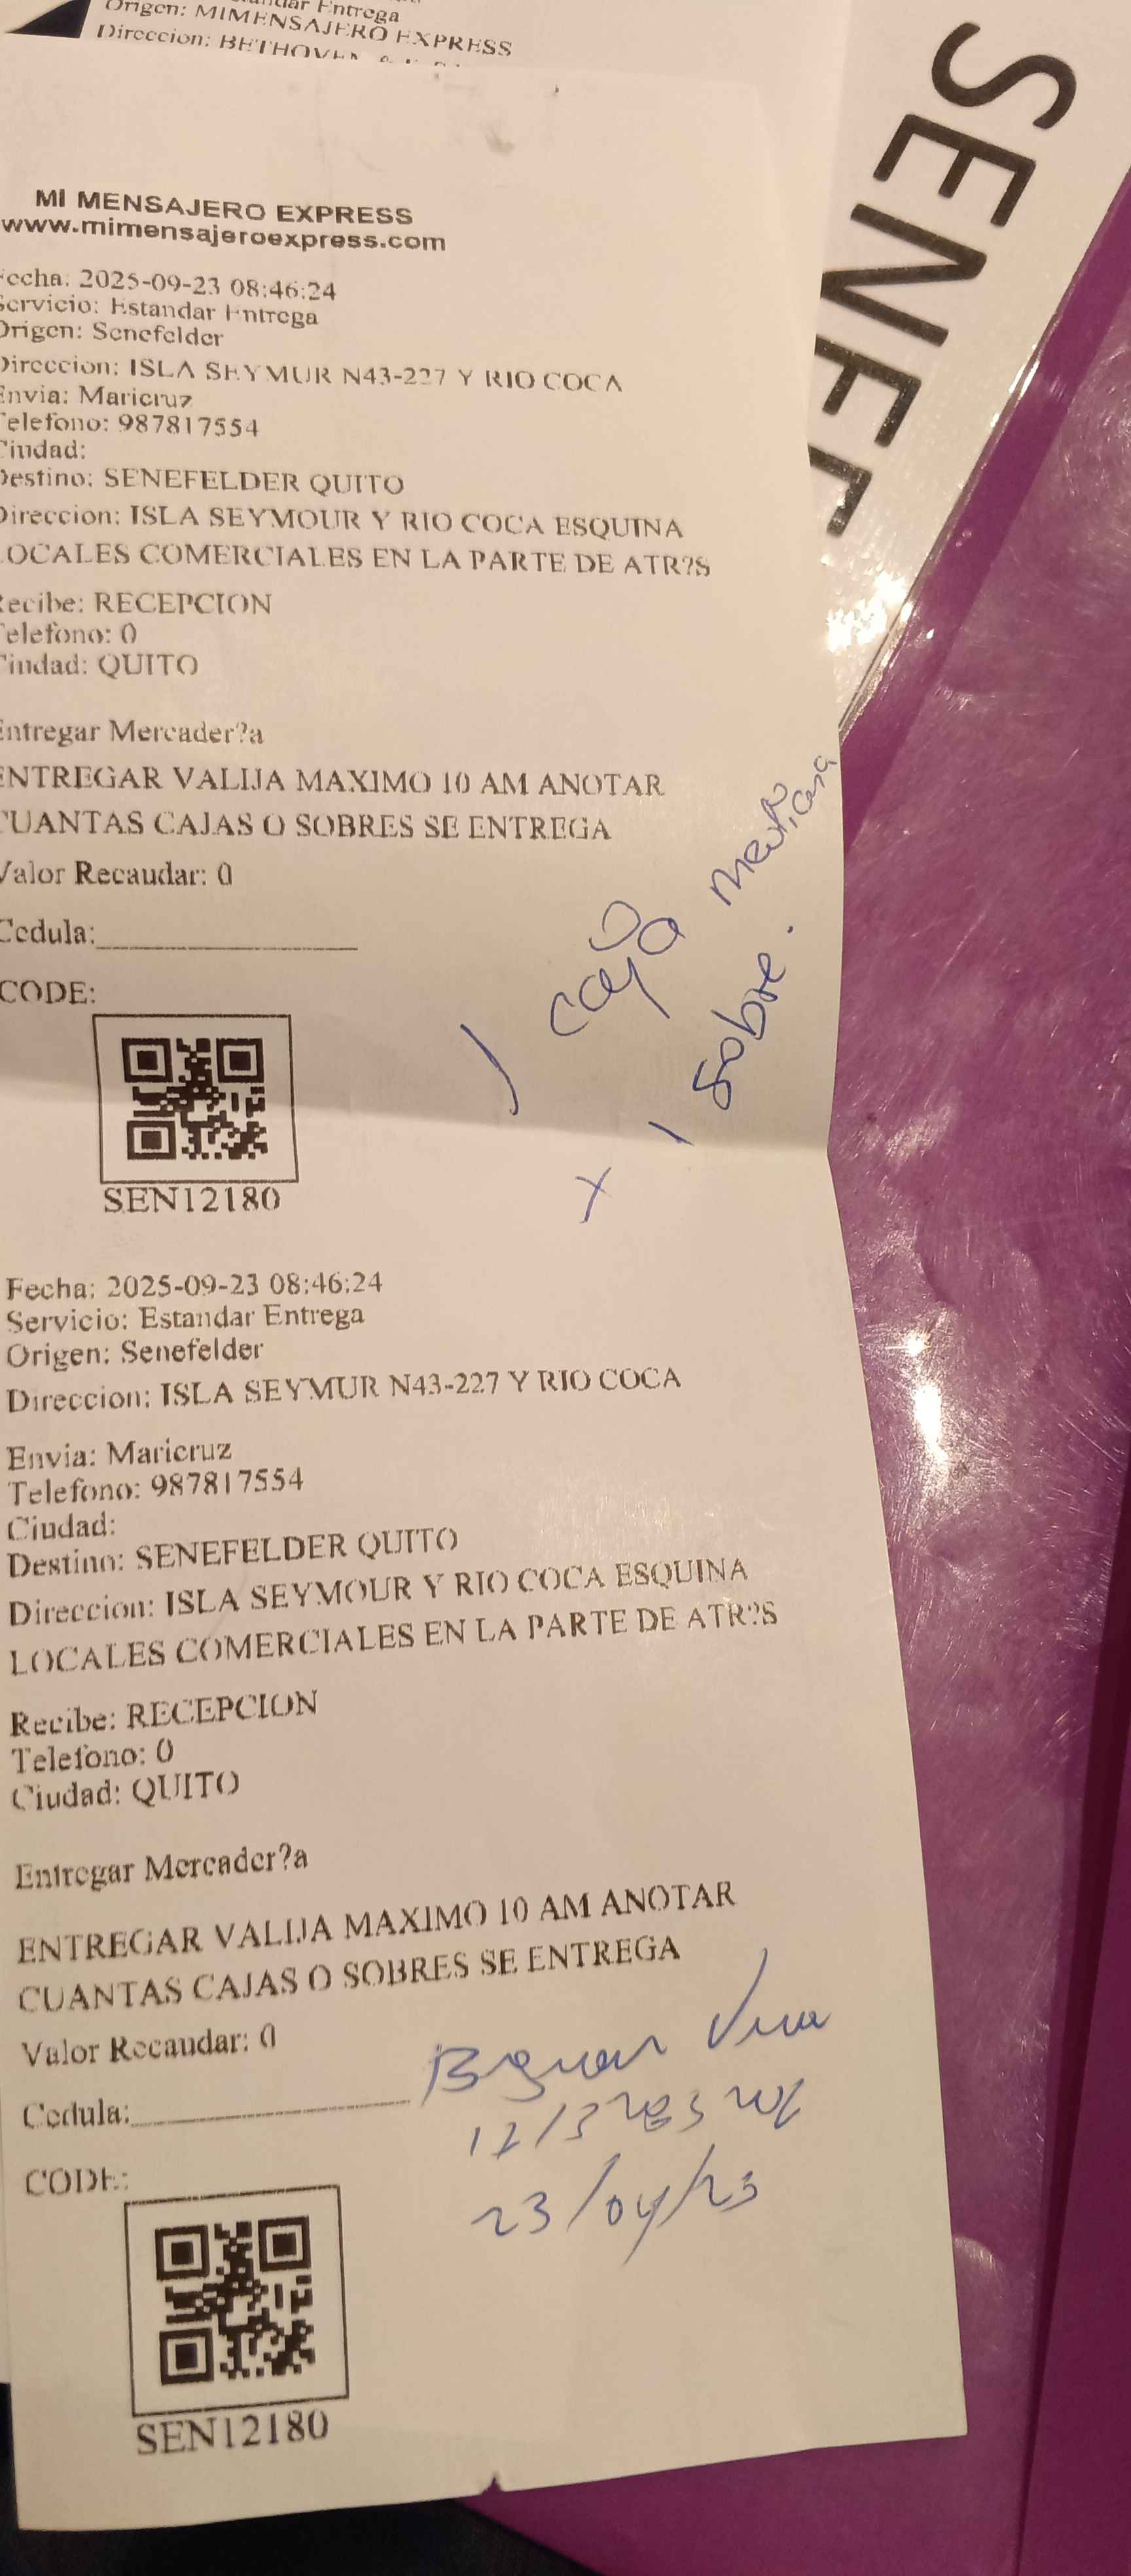 Origen: MIMENSAJERO EXPRESS
Direccion: BETHOVEN
SENE
MI MENSAJERO EXPRESS
www.mimensajeroexpress.com
Fecha: 2025-09-23 08:46:24
Servicio: Estandar Entrega
Origen: Senefelder
Direccion: ISLA SEYMUR N43-227 Y RIO COCA
Envia: Maricruz
Telefono: 987817554
Ciudad:
Destino: SENEFELDER QUITO
Direccion: ISLA SEYMOUR Y RIO COCA ESQUINA
LOCALES COMERCIALES EN LA PARTE DE ATR?S
Recibe: RECEPCION
Telefono: 0
Ciudad: QUITO
Entregar Mercader?a
ENTREGAR VALIJA MAXIMO 10 AM ANOTAR
CUANTAS CAJAS O SOBRES SE ENTREGA
Valor Recaudar: 0
Cedula:
CODE:
1 caja
x 1 sobre.
SEN12180
Fecha: 2025-09-23 08:46:24
Servicio: Estandar Entrega
Origen: Senefelder
Direccion: ISLA SEYMUR N43-227 Y RIO COCA
Envia: Maricruz
Telefono: 987817554
Ciudad:
Destino: SENEFELDER QUITO
Direccion: ISLA SEYMOUR Y RIO COCA ESQUINA
LOCALES COMERCIALES EN LA PARTE DE ATR?S
Recibe: RECEPCION
Telefono: 0
Ciudad: QUITO
Entregar Mercader?a
ENTREGAR VALIJA MAXIMO 10 AM ANOTAR
CUANTAS CAJAS O SOBRES SE ENTREGA
Valor Recaudar: 0
Cedula:
23/04/23
CODE:
SEN12180